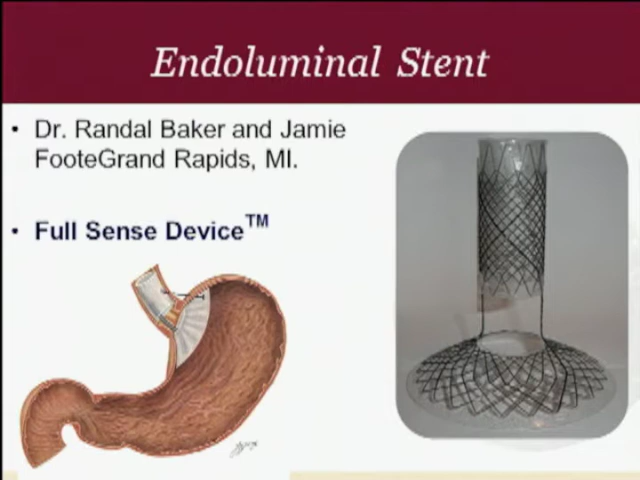 Endoluminal Stent
• Dr. Randal Baker and Jamie
FooteGrand Rapids, MI.
• Full Sense Device™